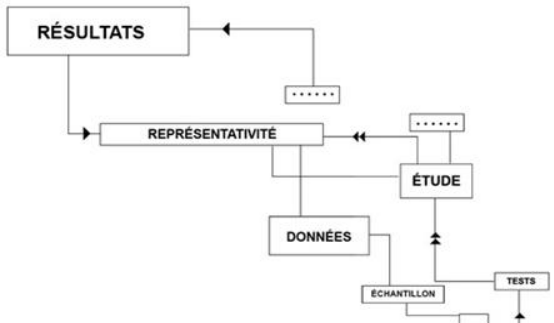 RÉSULTATS
......
......
REPRÉSENTATIVITÉ
ÉTUDE
DONNÉES
TESTS
ÉCHANTILLON